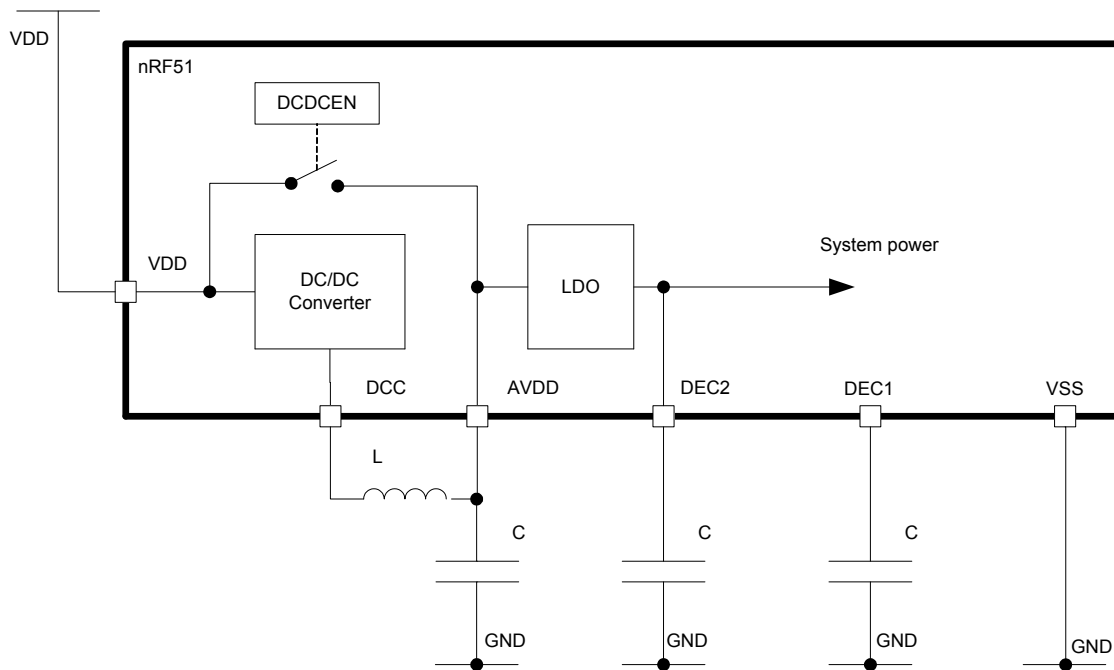 VDD
nRF51
DCDCEN
VDD
DC/DC
Converter
LDO
System power
DCC
AVDD
DEC2
DEC1
VSS
L
C
C
C
GND
GND
GND
GND